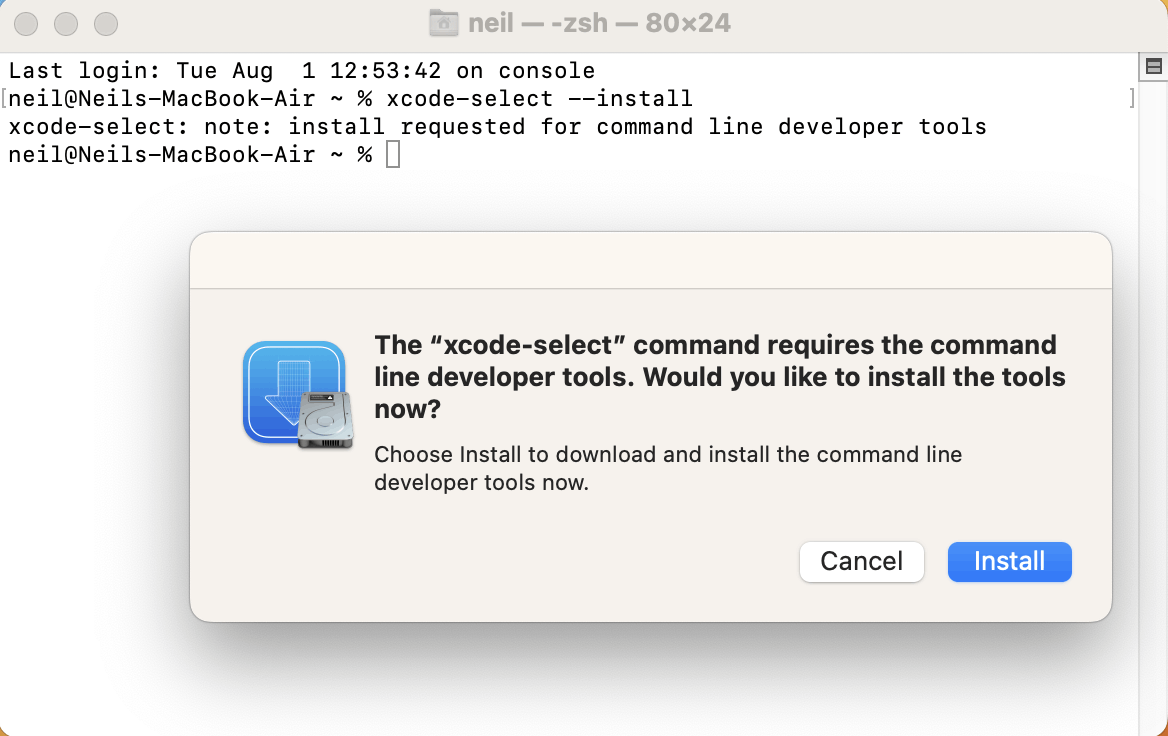 neil — -zsh — 80×24
Last login: Tue Aug  1 12:53:42 on console
[neil@Neils-MacBook-Air ~ % xcode-select --install ]
xcode-select: note: install requested for command line developer tools
neil@Neils-MacBook-Air ~ %
The “xcode-select” command requires the command
line developer tools. Would you like to install the tools
now?
Choose Install to download and install the command line
developer tools now.
Cancel
Install